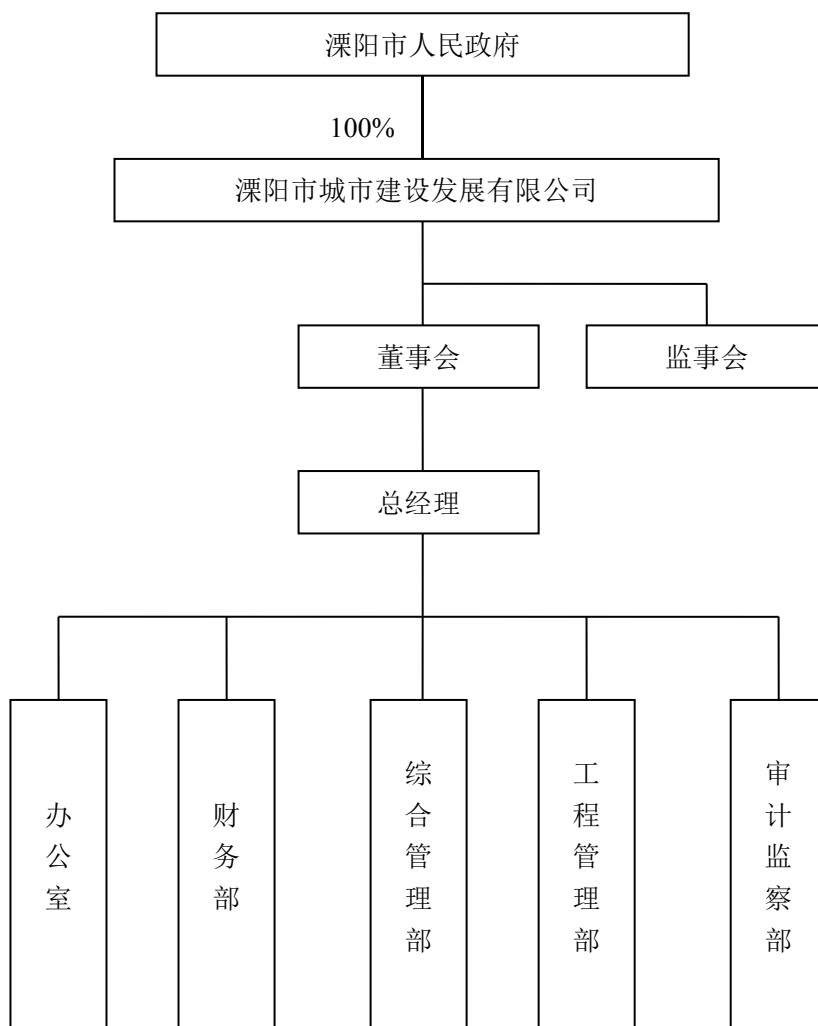 溧阳市人民政府
100%
溧阳市城市建设发展有限公司
董事会
监事会
总经理
办公室
财务部
综合管理部
工程管理部
审计监察部